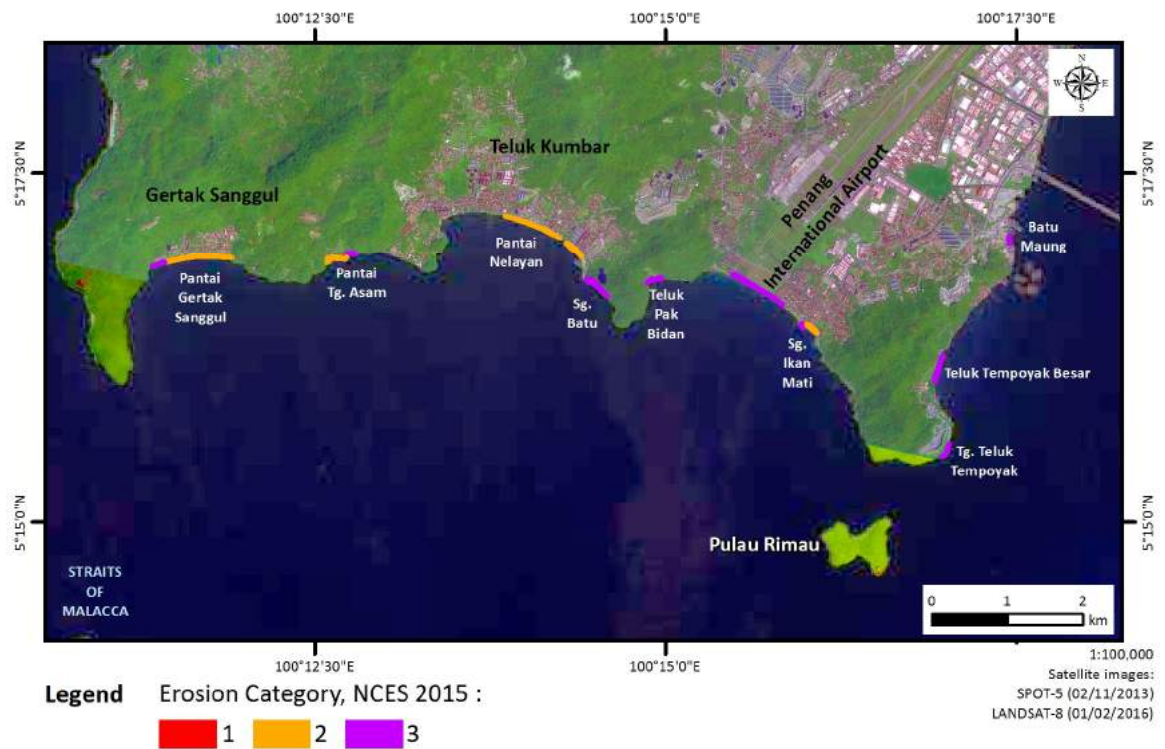 100°12'30"E
100°15'0"E
100°17'30"E
N
W
E
S
5°17'30"N
5°17'30"N
Teluk Kumbar
Gertak Sanggul
Penang
International Airport
Batu
Maung
Pantai
Nelayan
Pantai
Tg. Asam
Pantai
Gertak
Sanggul
Sg.
Batu
Teluk
Pak
Bidan
Sg.
Ikan
Mati
Teluk Tempoyak Besar
Tg. Teluk
Tempoyak
5°15'0"N
5°15'0"N
Pulau Rimau
STRAITS
OF
MALACCA
0 1 2
km
100°12'30"E
100°15'0"E
100°17'30"E
1:100,000
Satellite images:
SPOT-5 (02/11/2013)
LANDSAT-8 (01/02/2016)
Legend Erosion Category, NCES 2015 :
1 2 3